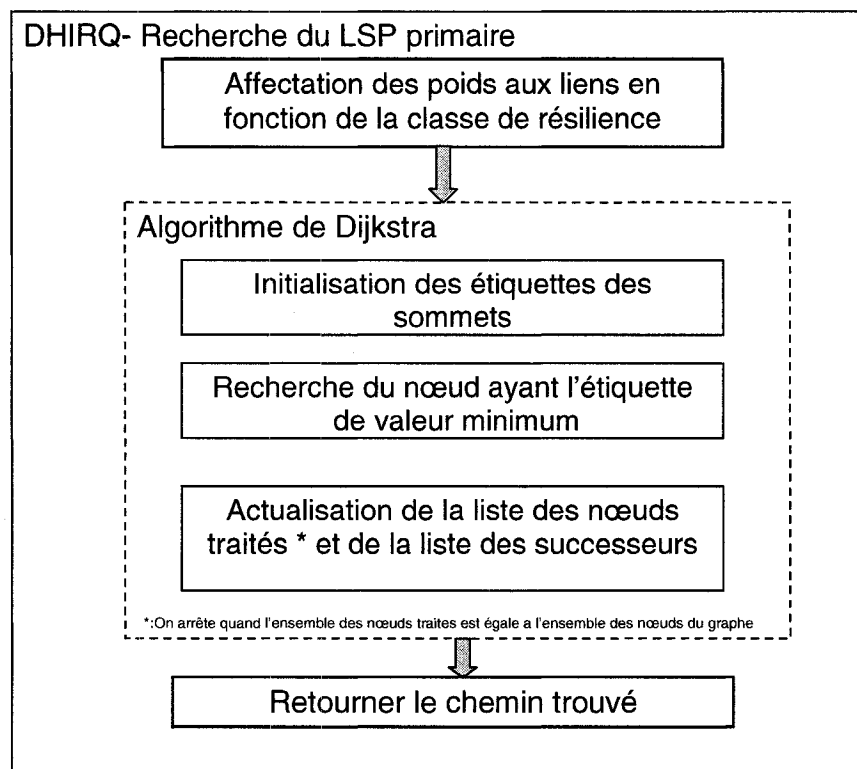 DHIRQ- Recherche du LSP primaire
Affectation des poids aux liens en
fonction de la classe de résilience
Algorithme de Dijkstra
Initialisation des étiquettes des
sommets
Recherche du nœud ayant l'étiquette
de valeur minimum
Actualisation de la liste des nœuds
traités * et de la liste des successeurs
*:On arrête quand l'ensemble des nœuds traites est égale a l'ensemble des nœuds du graphe
Retourner le chemin trouvé